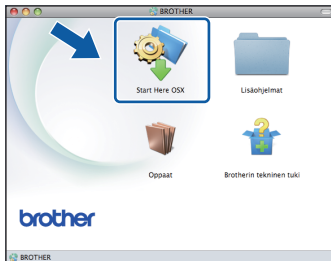 BROTHER
Start Here OSX
Lisäohjelmat
Oppaat
Brotherin tekninen tuki
brother
BROTHER